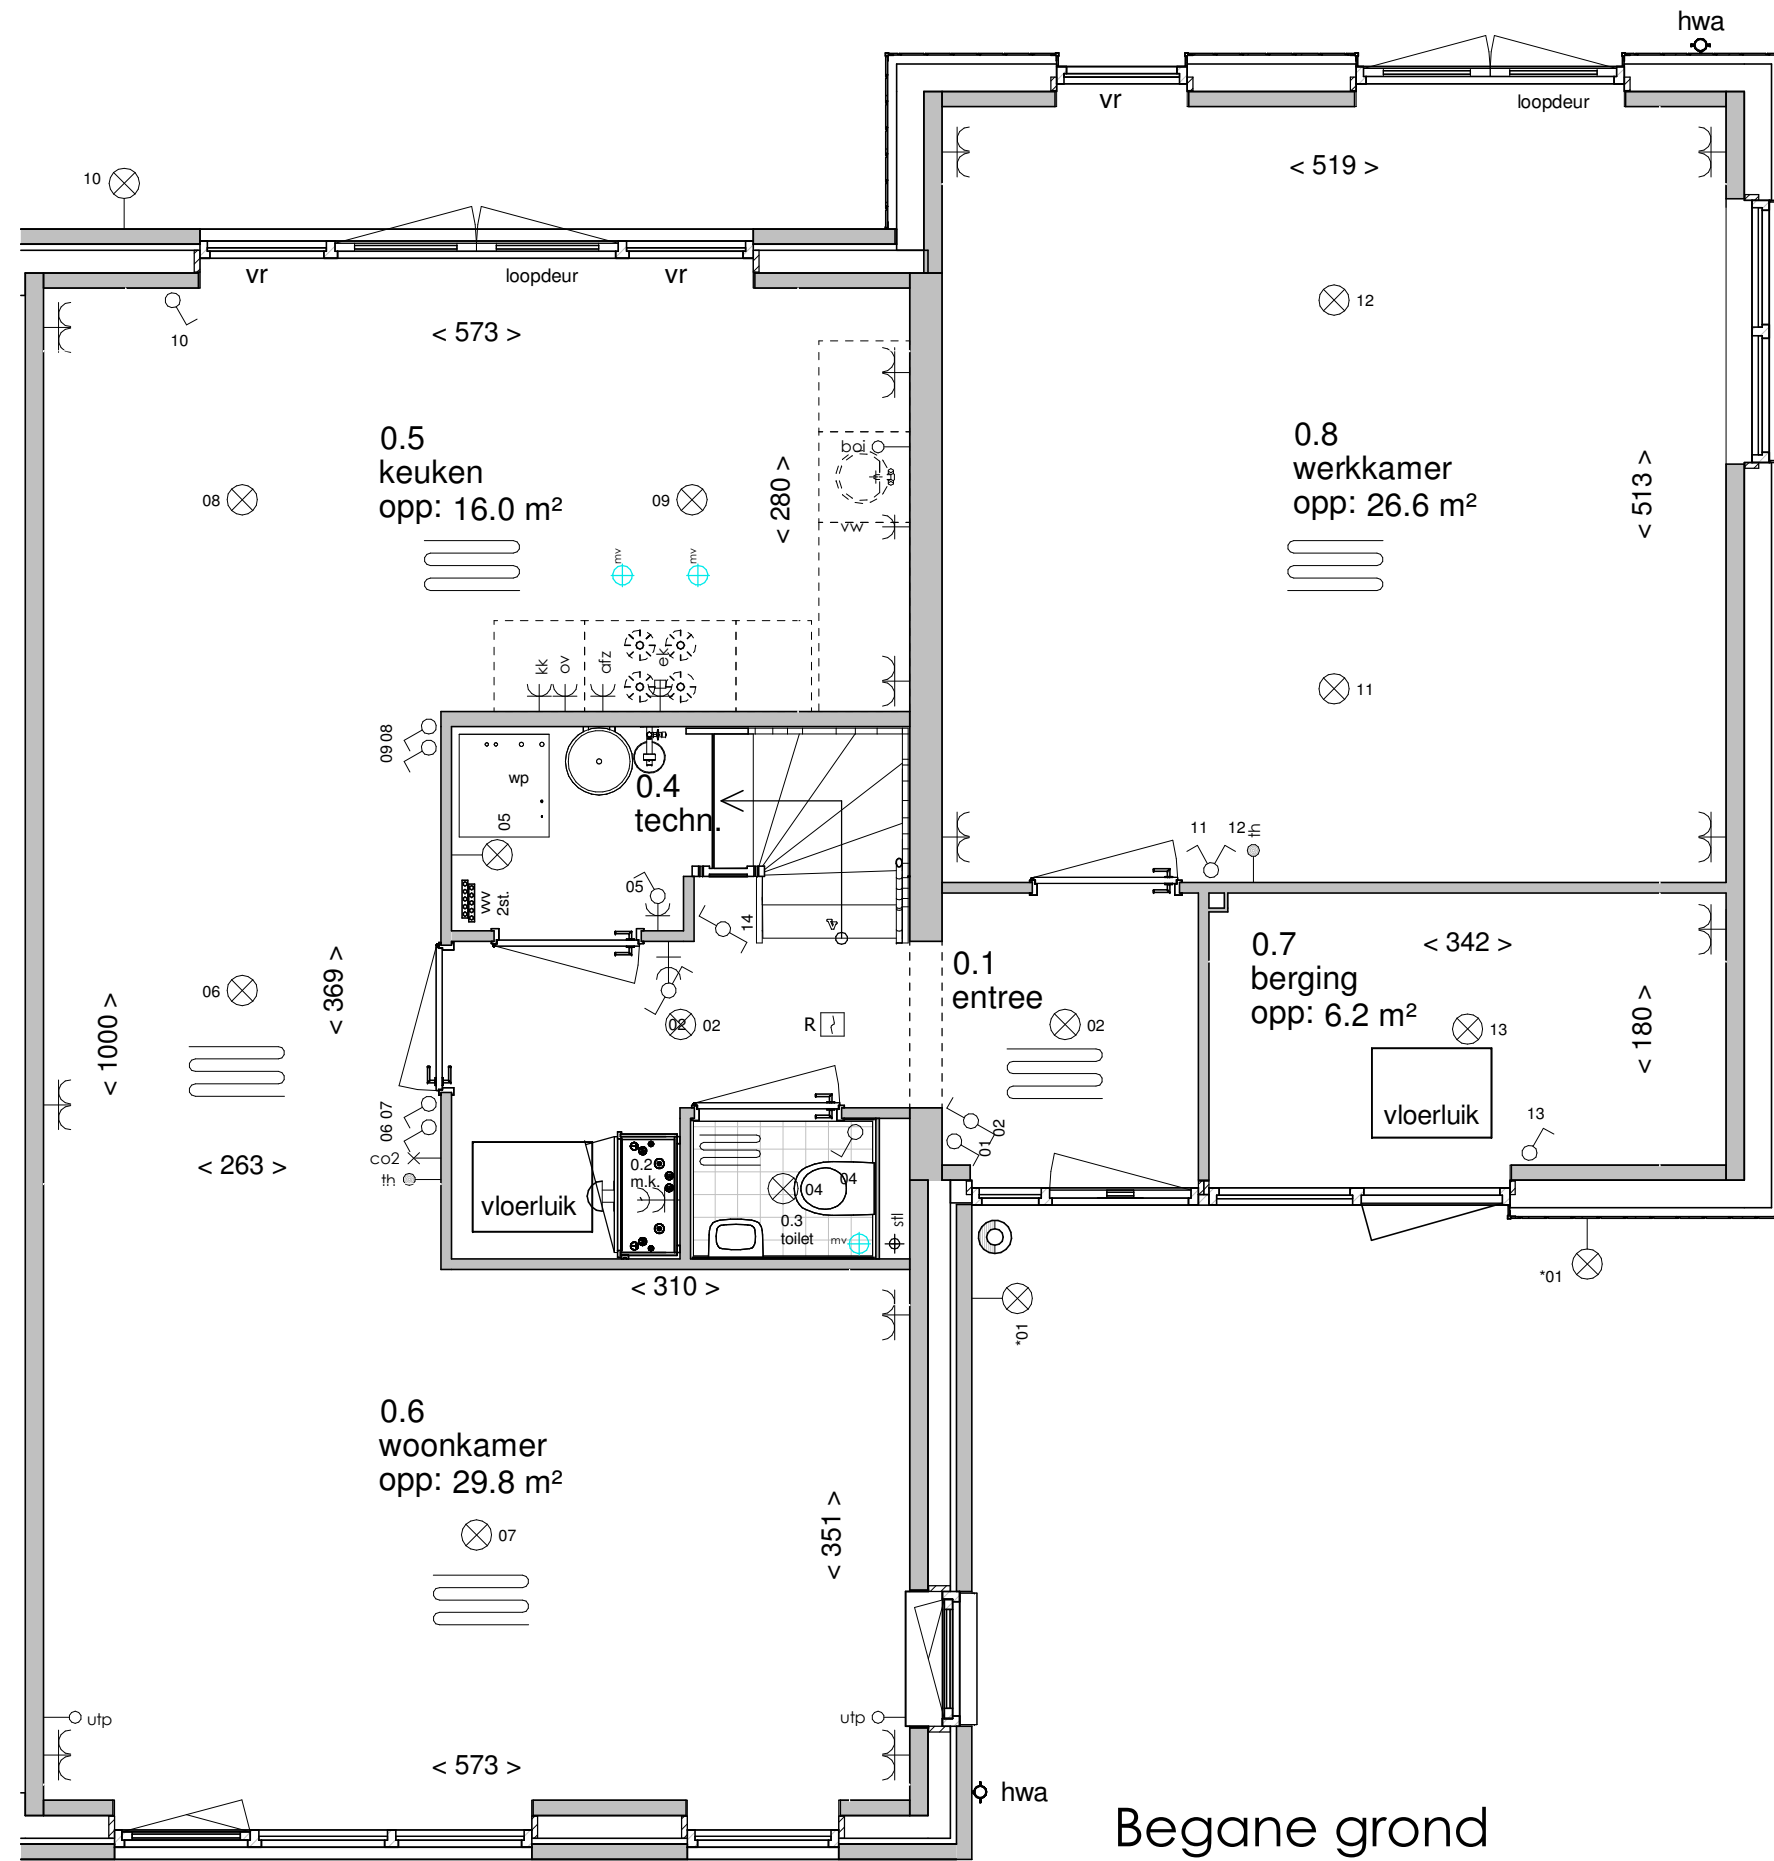 hwa
vr
loopdeur
< 519 >
10
vr
loopdeur
vr
10
< 573 >
12
0.5
keuken
opp: 16.0 m²
08
09
< 280 >
boi
vw
0.8
werkkamer
opp: 26.6 m²
< 513 >
mv
mv
kk
ov
afz
ek
11
09 08
wp
0.4
techn.
05
vv
2st.
05
14
11
12
th
0.1
entree
0.7
berging
opp: 6.2 m²
< 342 >
< 180 >
06
< 369 >
< 1000 >
02
02
R
02
13
vloerluik
13
06 07
co2
th
< 263 >
vloerluik
0.2
m.k.
04
04
0.3
toilet
mv
stl
01
02
< 310 >
*01
*01
0.6
woonkamer
opp: 29.8 m²
07
< 351 >
utp
utp
< 573 >
hwa
Begane grond